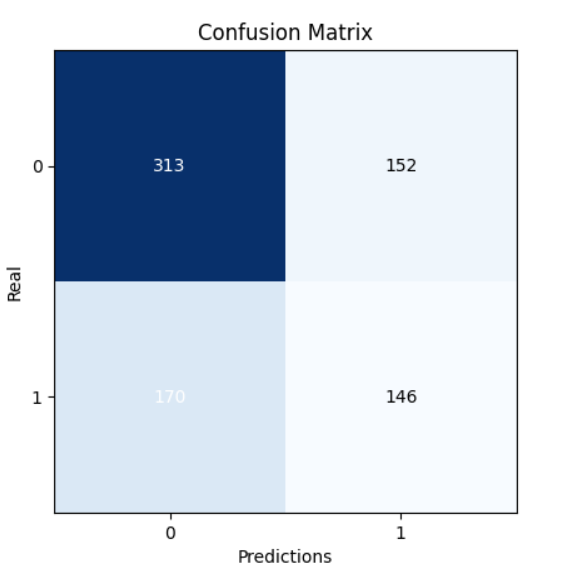 Confusion Matrix
0
313
152
Real
1
170
146
0
1
Predictions